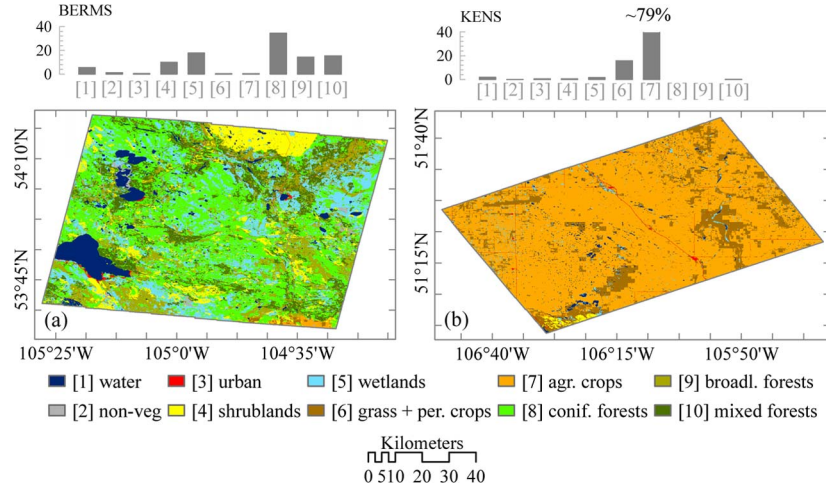 BERMS
40
20
0
[1] [2] [3] [4] [5] [6] [7] [8] [9] [10]
KENS
~79%
40
20
0
[1] [2] [3] [4] [5] [6] [7] [8] [9] [10]
54°10'N
53°45'N
(a)
105°25'W 105°0'W 104°35'W
51°40'N
51°15'N
(b)
106°40'W 106°15'W 105°50'W
[1] water [3] urban [5] wetlands [7] agr. crops [9] broadl. forests
[2] non-veg [4] shrublands [6] grass + per. crops [8] conif. forests [10] mixed forests
Kilometers
0 5 10 20 30 40